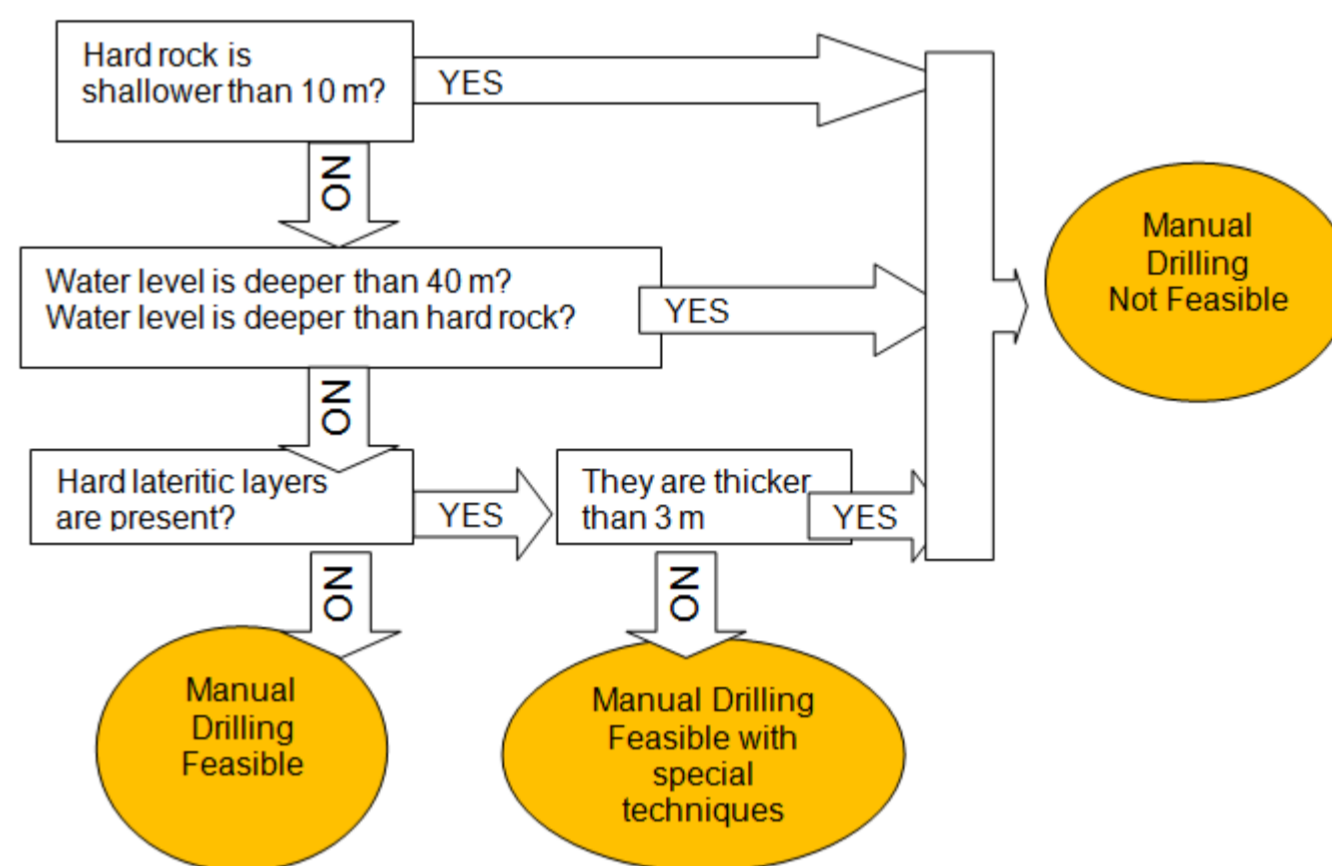 Hard rock is
shallower than 10 m?
YES
NO
Water level is deeper than 40 m?
Water level is deeper than hard rock?
YES
NO
Hard lateritic layers
are present?
YES
They are thicker
than 3 m
YES
NO
NO
Manual
Drilling
Not Feasible
Manual
Drilling
Feasible
Manual Drilling
Feasible with
special
techniques